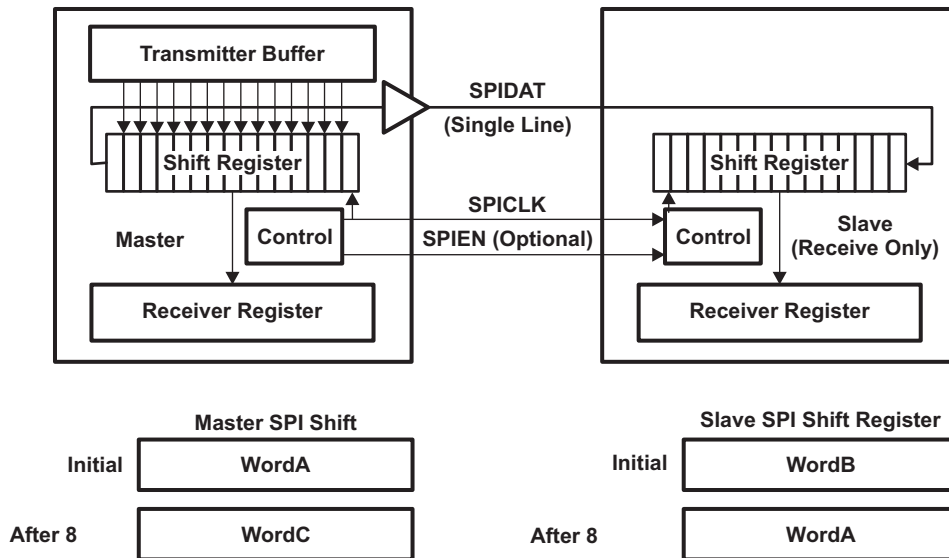 Transmitter Buffer
SPIDAT
(Single Line)
Shift Register
Shift Register
SPICLK
Master
Control
SPIEN (Optional)
Control
Slave
(Receive Only)
Receiver Register
Receiver Register
Master SPI Shift
Slave SPI Shift Register
Initial
WordA
Initial
WordB
After 8
WordC
After 8
WordA